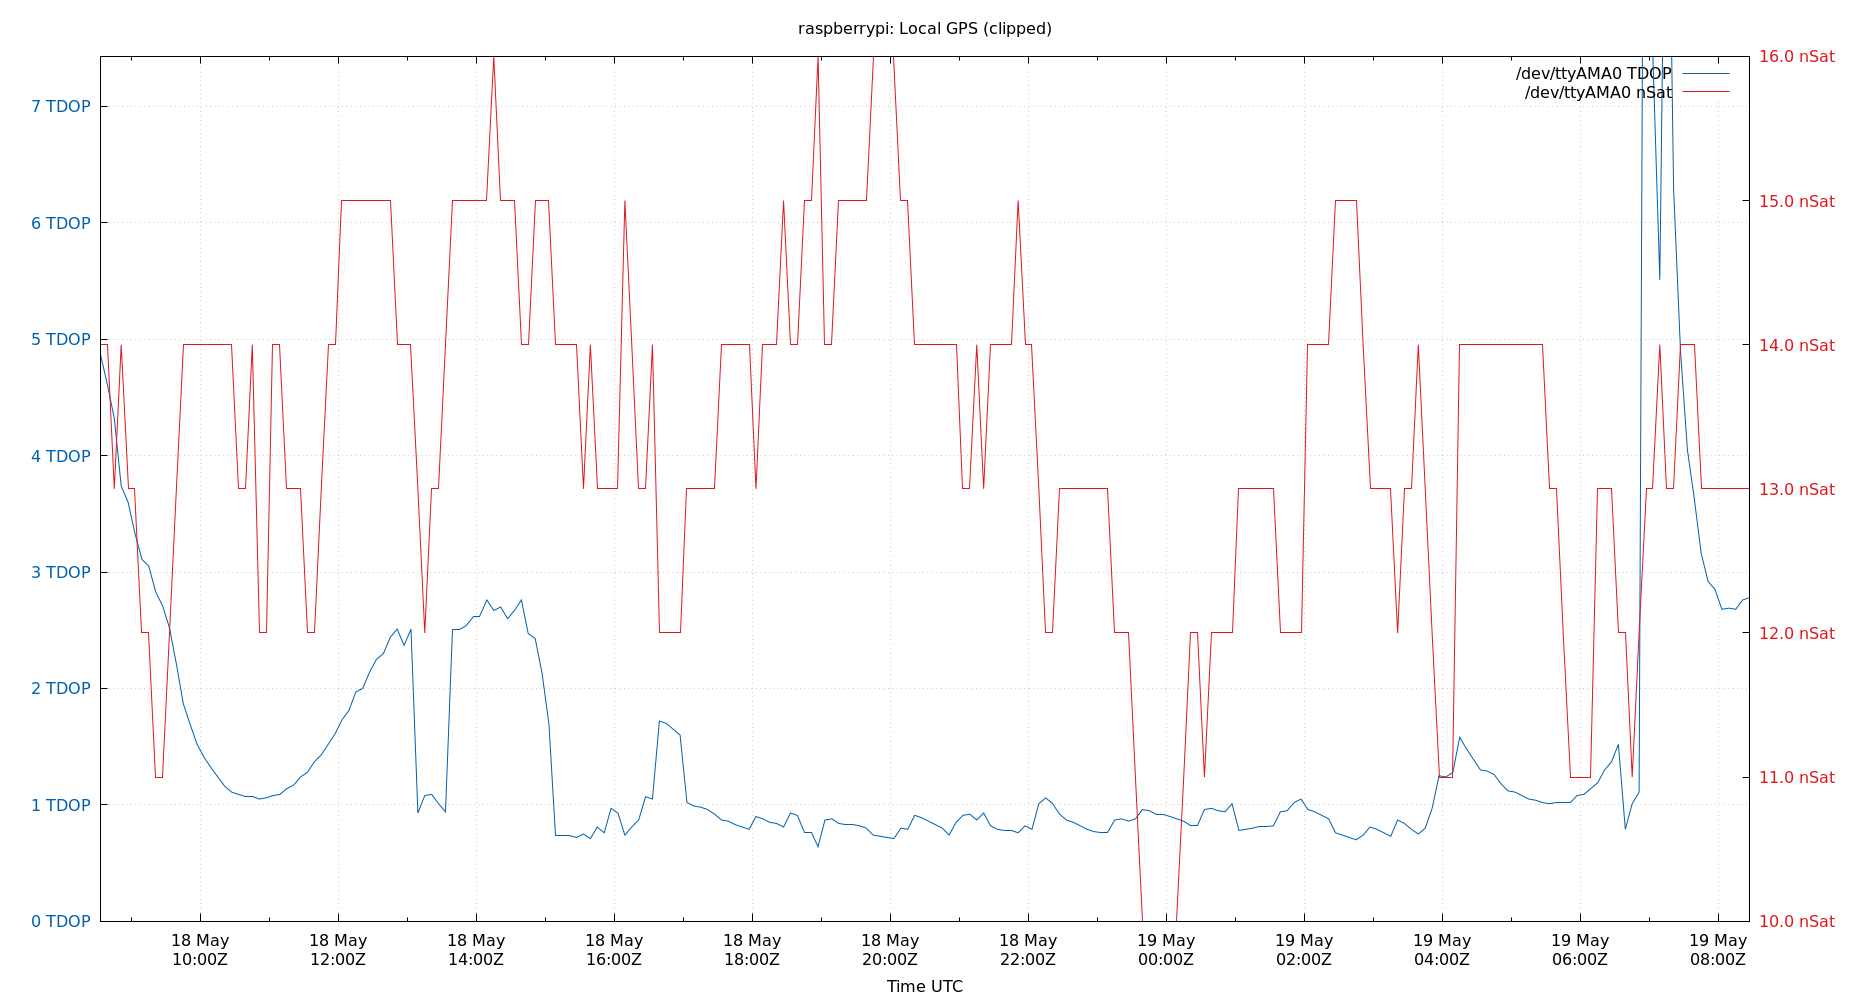 raspberrypi: Local GPS (clipped)
/dev/ttyAMA0 TDOP
/dev/ttyAMA0 nSat
7 TDOP
6 TDOP
5 TDOP
4 TDOP
3 TDOP
2 TDOP
1 TDOP
0 TDOP
16.0 nSat
15.0 nSat
14.0 nSat
13.0 nSat
12.0 nSat
11.0 nSat
10.0 nSat
18 May
10:00Z
18 May
12:00Z
18 May
14:00Z
18 May
16:00Z
18 May
18:00Z
18 May
20:00Z
18 May
22:00Z
19 May
00:00Z
19 May
02:00Z
19 May
04:00Z
19 May
06:00Z
19 May
08:00Z
Time UTC